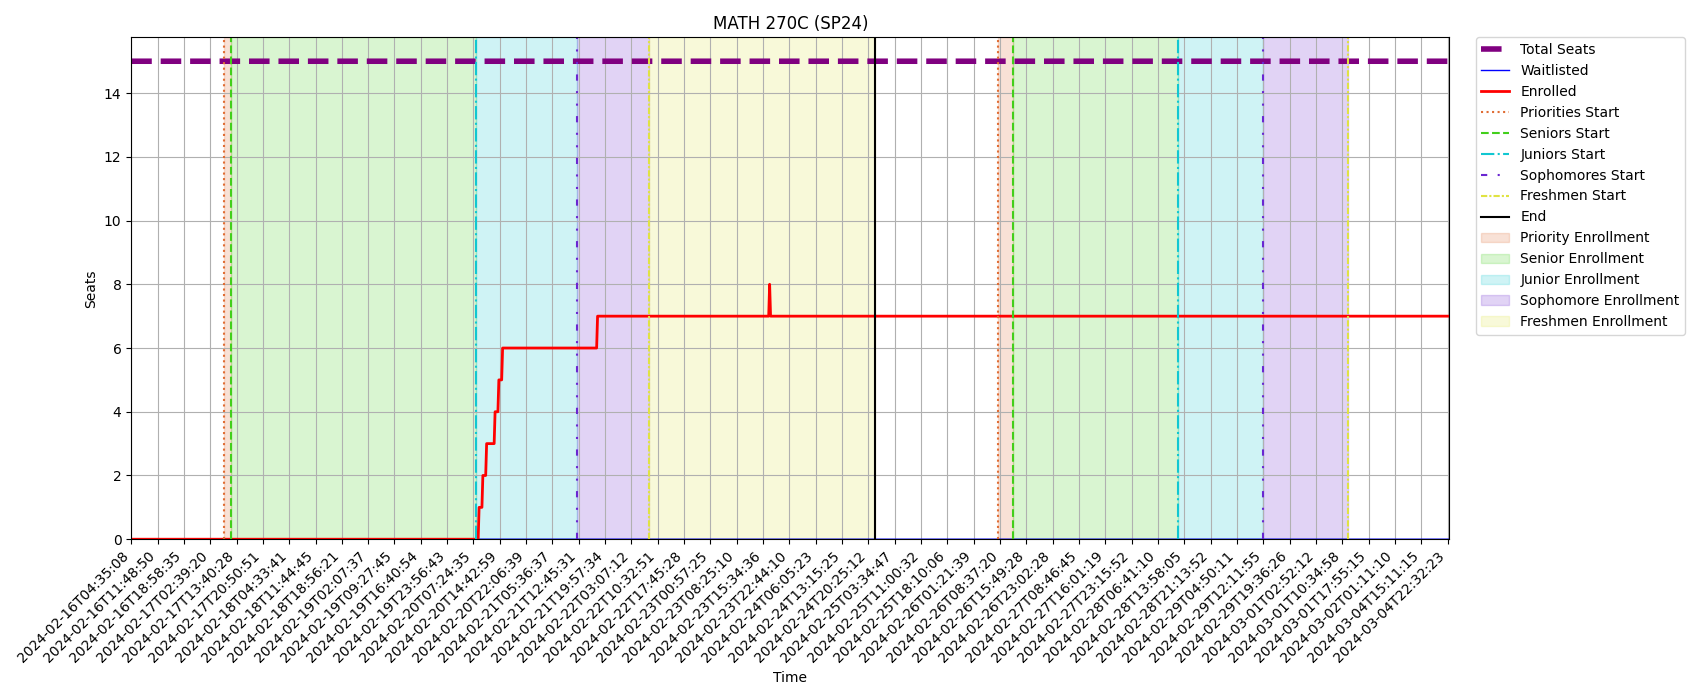 MATH 270C (SP24)
Total Seats
Waitlisted
Enrolled
Priorities Start
Seniors Start
Juniors Start
Sophomores Start
Freshmen Start
End
Priority Enrollment
Senior Enrollment
Junior Enrollment
Sophomore Enrollment
Freshmen Enrollment
Seats
14
12
10
8
6
4
2
0
2024-02-16T04:35:08
2024-02-16T11:48:50
2024-02-16T18:58:35
2024-02-17T02:39:20
2024-02-17T13:40:28
2024-02-17T20:50:51
2024-02-18T04:33:41
2024-02-18T11:44:45
2024-02-18T18:56:21
2024-02-19T02:07:37
2024-02-19T09:27:45
2024-02-19T16:40:54
2024-02-19T23:56:43
2024-02-20T07:24:35
2024-02-20T14:42:59
2024-02-20T22:06:39
2024-02-21T05:36:37
2024-02-21T12:45:31
2024-02-21T19:57:34
2024-02-22T03:07:12
2024-02-22T10:32:51
2024-02-22T17:45:28
2024-02-23T00:57:25
2024-02-23T08:25:10
2024-02-23T15:34:36
2024-02-23T22:44:10
2024-02-24T06:05:23
2024-02-24T13:15:25
2024-02-24T20:25:12
2024-02-25T03:34:47
2024-02-25T11:00:32
2024-02-25T18:10:06
2024-02-26T01:21:39
2024-02-26T08:37:20
2024-02-26T15:49:28
2024-02-26T23:02:28
2024-02-27T08:46:45
2024-02-27T16:01:19
2024-02-27T23:15:52
2024-02-28T06:41:10
2024-02-28T13:58:05
2024-02-28T21:13:52
2024-02-29T04:50:11
2024-02-29T12:11:55
2024-02-29T19:36:26
2024-03-01T02:52:12
2024-03-01T10:34:58
2024-03-01T17:55:15
2024-03-02T01:11:10
2024-03-04T15:11:15
2024-03-04T22:32:23
Time